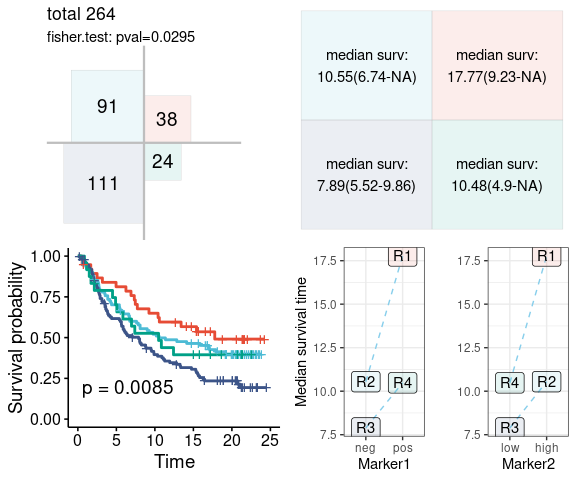 total 264
fisher.test: pval=0.0295
91
38
111
24
median surv:
10.55(6.74-NA)
median surv:
17.77(9.23-NA)
median surv:
7.89(5.52-9.86)
median surv:
10.48(4.9-NA)
Survival probability
1.00
0.75
0.50
0.25
0.00
p = 0.0085
0
5
10
15
20
25
Time
Median survival time
17.5
15.0
12.5
10.0
7.5
R1
R2
R4
R3
neg
pos
Marker1
17.5
15.0
12.5
10.0
7.5
R1
R4
R2
R3
low
high
Marker2